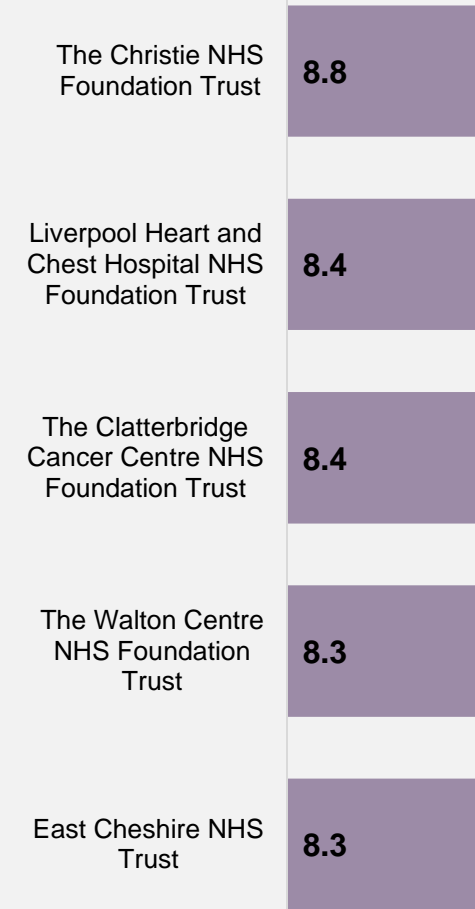 The Christie NHS
Foundation Trust
8.8
Liverpool Heart and
Chest Hospital NHS
Foundation Trust
8.4
The Clatterbridge
Cancer Centre NHS
Foundation Trust
8.4
The Walton Centre
NHS Foundation
Trust
8.3
East Cheshire NHS
Trust
8.3